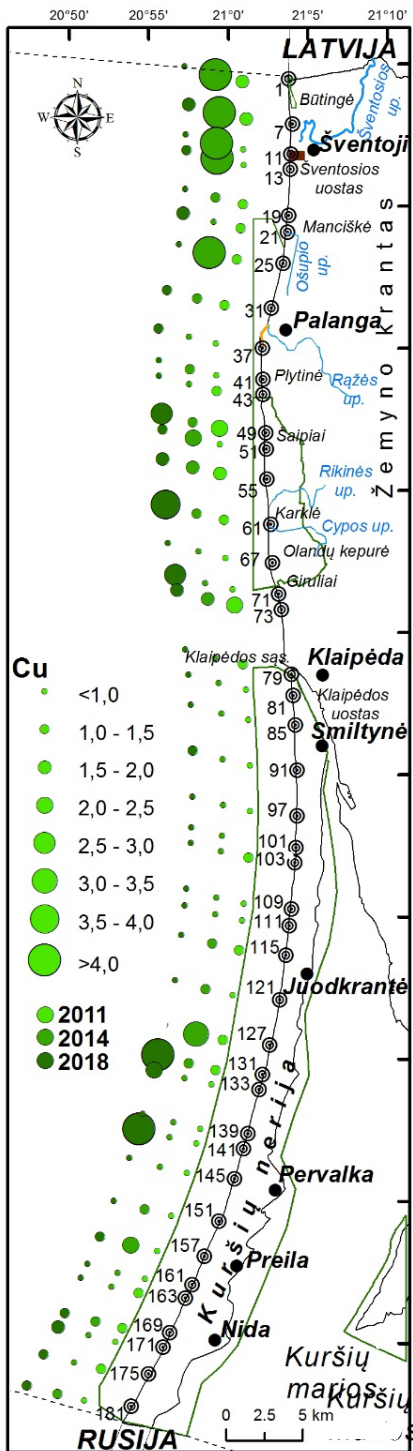 20°50' 20°55' 21°0' 21°5' 21°10'
LATVIJA
N
W E
S
1
Būtingė
Šventosios
up.
7
Šventoji
11
13
Šventosios
uostas
19
Manciškė
21
Ošupio
up.
25
31
Palanga
37
Rąžės
up.
41
Plytinė
43
49
Šaipiai
51
Rikinės
up.
55
Karklė
61
Cypos up.
67
Olandų kepurė
Giruliai
71
73
Žemyno krantas
Klaipėdos sąs.
Klaipėda
79
81
Klaipėdos
uostas
85
Smiltynė
91
97
101
103
109
111
115
Juodkrantė
121
127
131
133
139
141
145
Pervalka
151
157
Preila
161
163
169
Nida
171
175
181
Kuršių nerija
Cu
<1,0
1,0 - 1,5
1,5 - 2,0
2,0 - 2,5
2,5 - 3,0
3,0 - 3,5
3,5 - 4,0
>4,0
2011
2014
2018
Kuršių
marios
Kuršių
RUSIJA
0 2.5 5 km